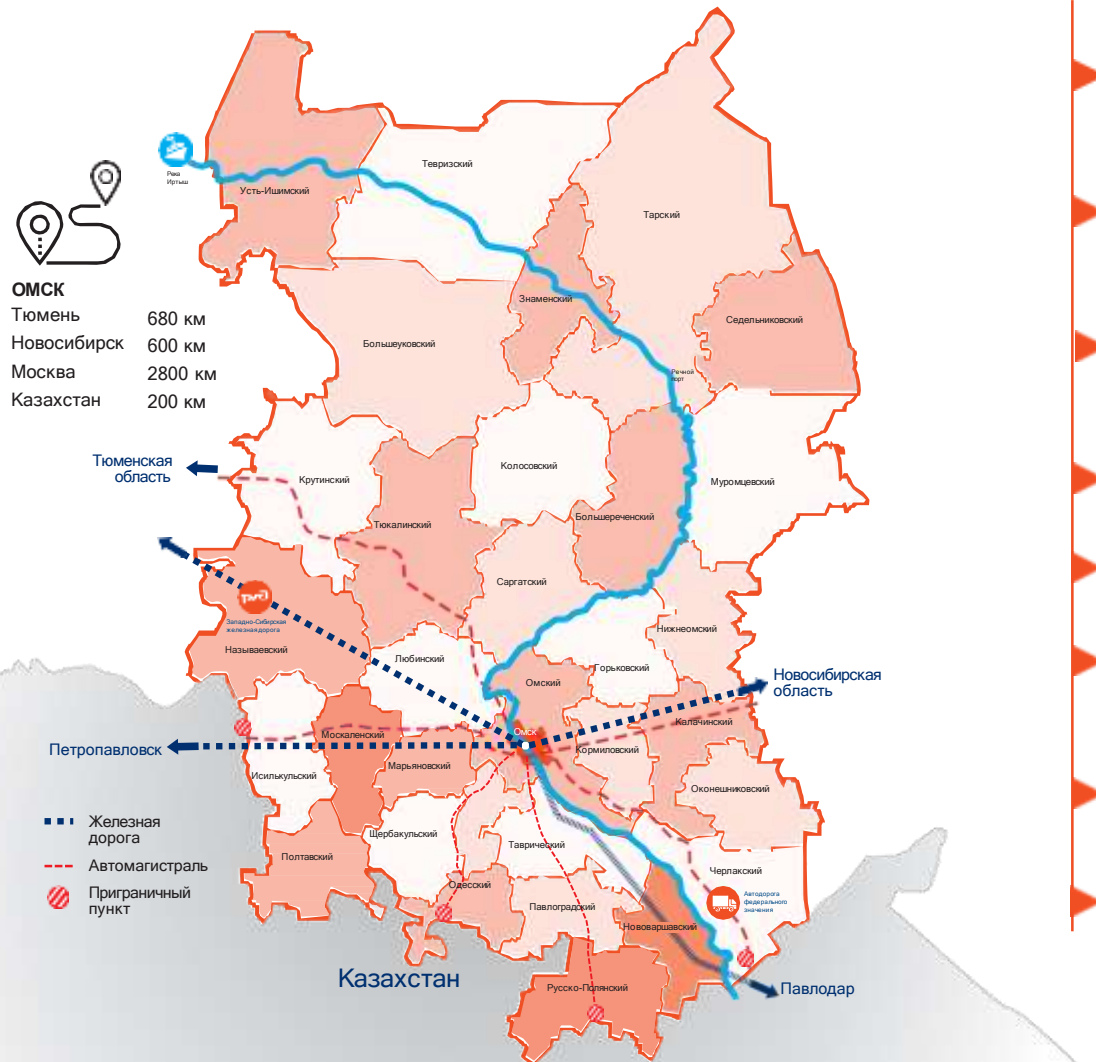 Река
Иртыш
Усть-Ишимский
Тевризский
Тарский
Знаменский
Седельниковский
Большеуковский
Речной
порт
ОМСК
Тюмень 680 км
Новосибирск 600 км
Москва 2800 км
Казахстан 200 км
Тюменская
область
Крутинский
Колосовский
Муромцевский
Тюкалинский
Большереченский
Саргатский
Западно-Сибирская
железная дорога
Называевский
Нижнеомский
Любинский
Горьковский
Омский
Новосибирская
область
Калачинский
Москаленский
Омск
Кормиловский
Петропавловск
Марьяновский
Исилькульский
Оконешниковский
Железная
дорога
Щербакульский
Таврический
Полтавский
Автомагистраль
Черлакский
Одесский
Приграничный
пункт
Автодорога
федерального
значения
Павлоградский
Нововаршавский
Казахстан
Русско-Полянский
Павлодар